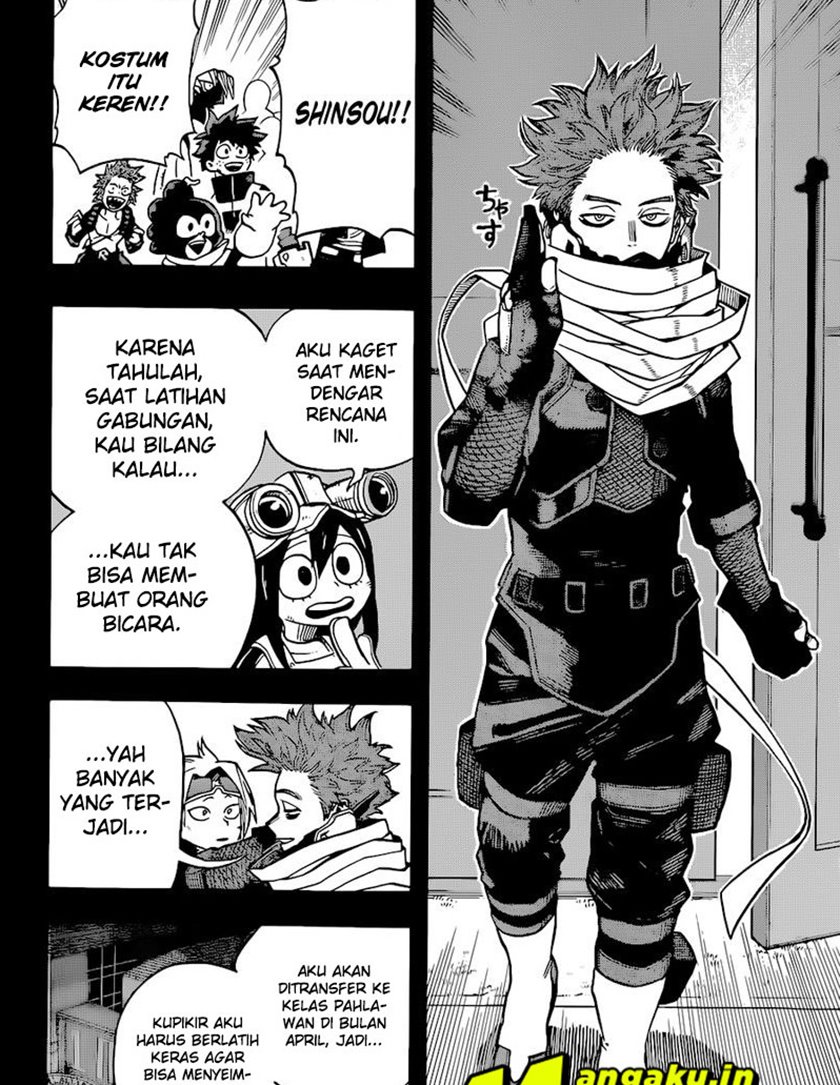 KOSTUM
ITU
KEREN!!
SHINSOU!!
ちゃす
KARENA
TAHULAH,
SAAT LATIHAN
GABUNGAN,
KAU BILANG
KALAU...
AKU KAGET
SAAT MEN-
DENGAR
RENCANA
INI.
...KAU TAK
BISA MEM-
BUAT ORANG
BICARA.
...YAH
BANYAK
YANG TER-
JADI...
AKU AKAN
DITRANSFER KE
KELAS PAHLA-
WAN DI BULAN
APRIL, JADI...
KUPIKIR AKU
HARUS BERLATIH
KERAS AGAR
BISA MENYEIM-
Mangaku.in